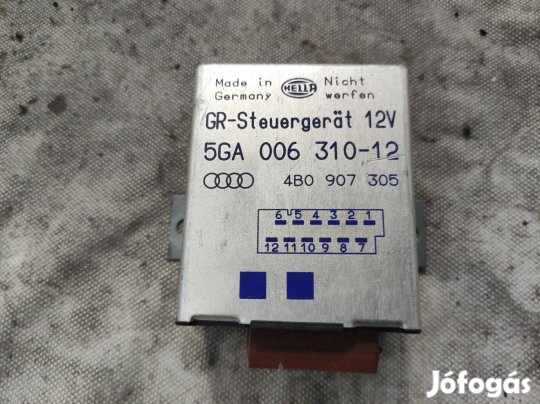 Made in HELLA Nicht
Germany werfen
GR-Steuergerät 12V
5GA 006 310-12
4B0 907 305
6 5 4 3 2 1
12 11 10 9 8 7
Jófogás